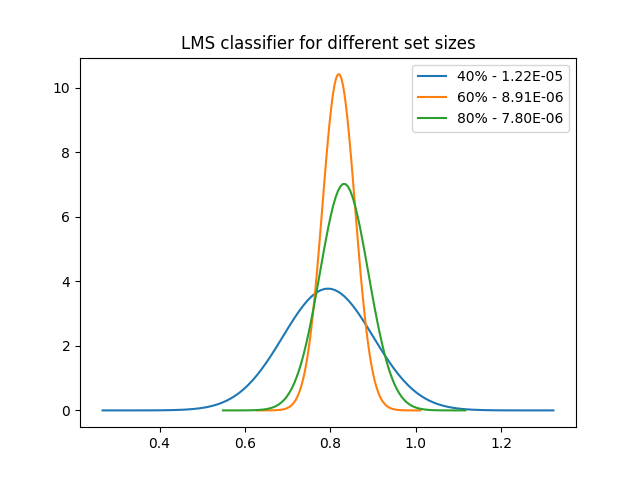 LMS classifier for different set sizes
40% - 1.22E-05
60% - 8.91E-06
80% - 7.80E-06
10
8
6
4
2
0
0.4 0.6 0.8 1.0 1.2